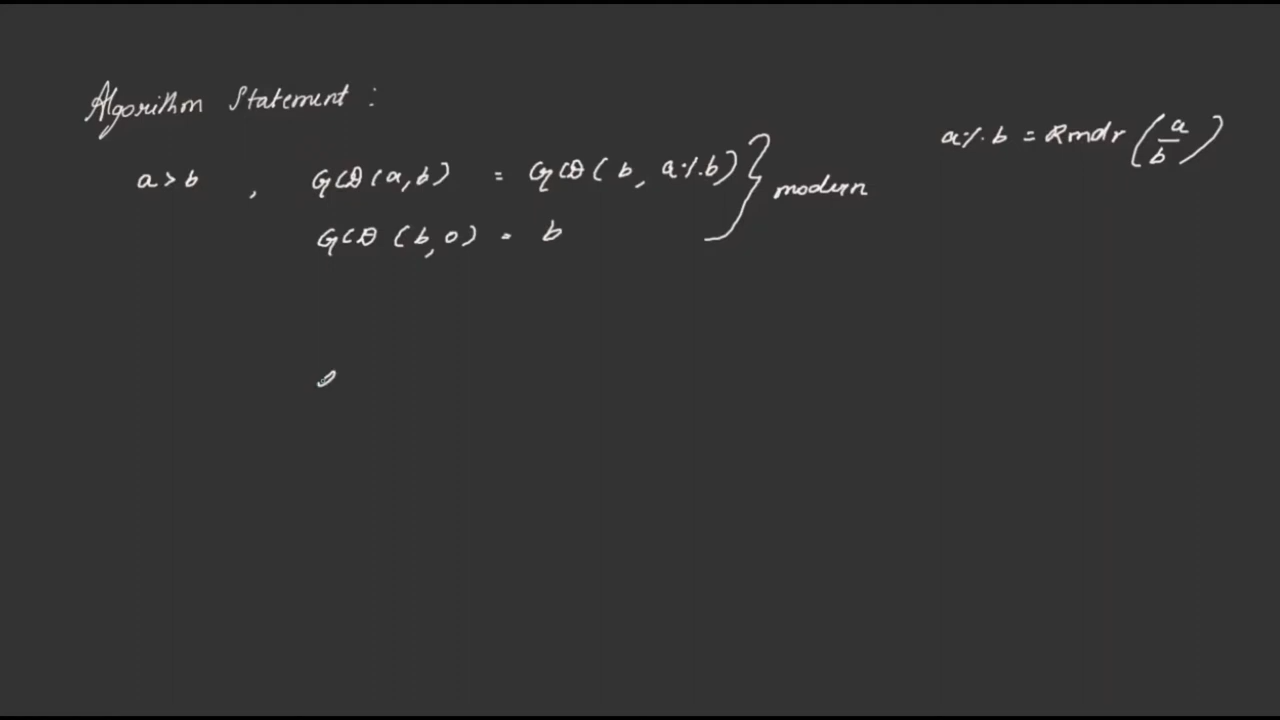 Algorithm Statement :
a > b , GCD (a, b) = GCD ( b, a % b) } modern
GCD (b, 0) = b
a % b = Rmdr (a/b)